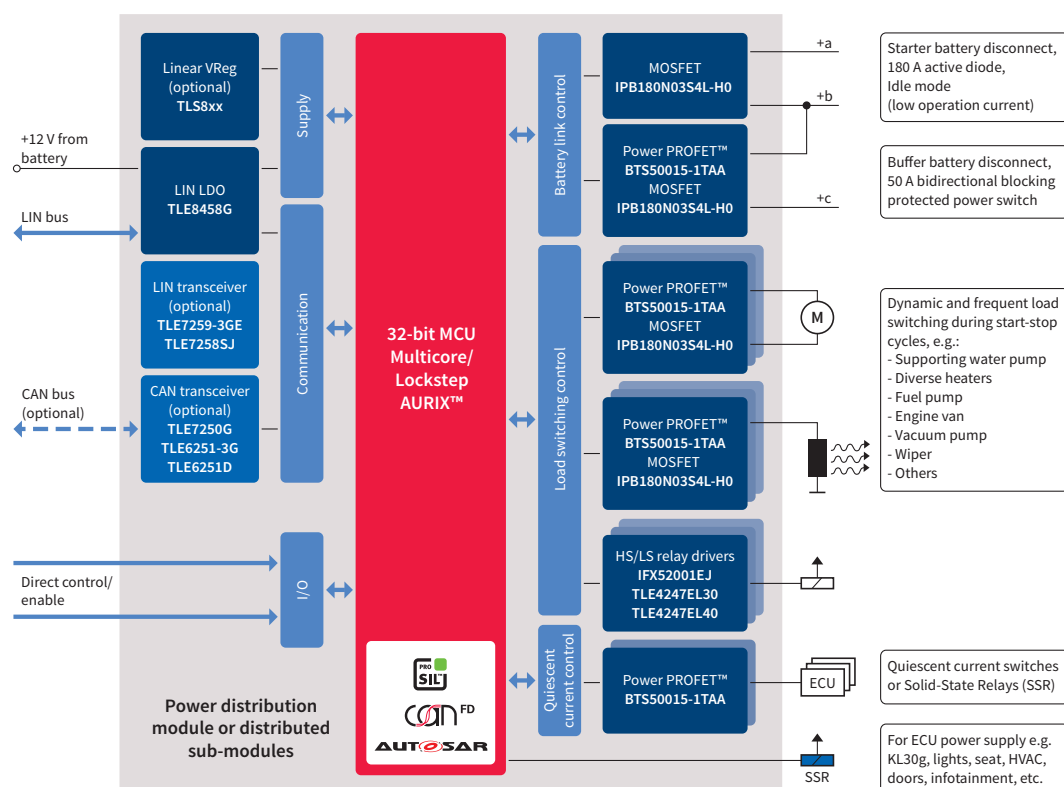 Linear VReg
(optional)
TLS8xx
+12 V from
battery
LIN LDO
TLE8458G
LIN bus
LIN transceiver
(optional)
TLE7259-3GE
TLE7258SJ
CAN bus
(optional)
CAN transceiver
(optional)
TLE7250G
TLE6251-3G
TLE6251D
Direct control/
enable
Supply
Communication
I/O
Power distribution
module or distributed
sub-modules
32-bit MCU
Multicore/
Lockstep
AURIX™
PRO
SIL™
CAN FD
AUTOSAR
Battery link control
Load switching control
Quiescent
current control
MOSFET
IPB180N03S4L-H0
Power PROFET™
BTS50015-1TAA
MOSFET
IPB180N03S4L-H0
Power PROFET™
BTS50015-1TAA
MOSFET
IPB180N03S4L-H0
Power PROFET™
BTS50015-1TAA
MOSFET
IPB180N03S4L-H0
HS/LS relay drivers
IFX52001EJ
TLE4247EL30
TLE4247EL40
Power PROFET™
BTS50015-1TAA
+a
+b
+c
M
ECU
SSR
Starter battery disconnect,
180 A active diode,
Idle mode
(low operation current)
Buffer battery disconnect,
50 A bidirectional blocking
protected power switch
Dynamic and frequent load
switching during start-stop
cycles, e.g.:
- Supporting water pump
- Diverse heaters
- Fuel pump
- Engine van
- Vacuum pump
- Wiper
- Others
Quiescent current switches
or Solid-State Relays (SSR)
For ECU power supply e.g.
KL30g, lights, seat, HVAC,
doors, infotainment, etc.